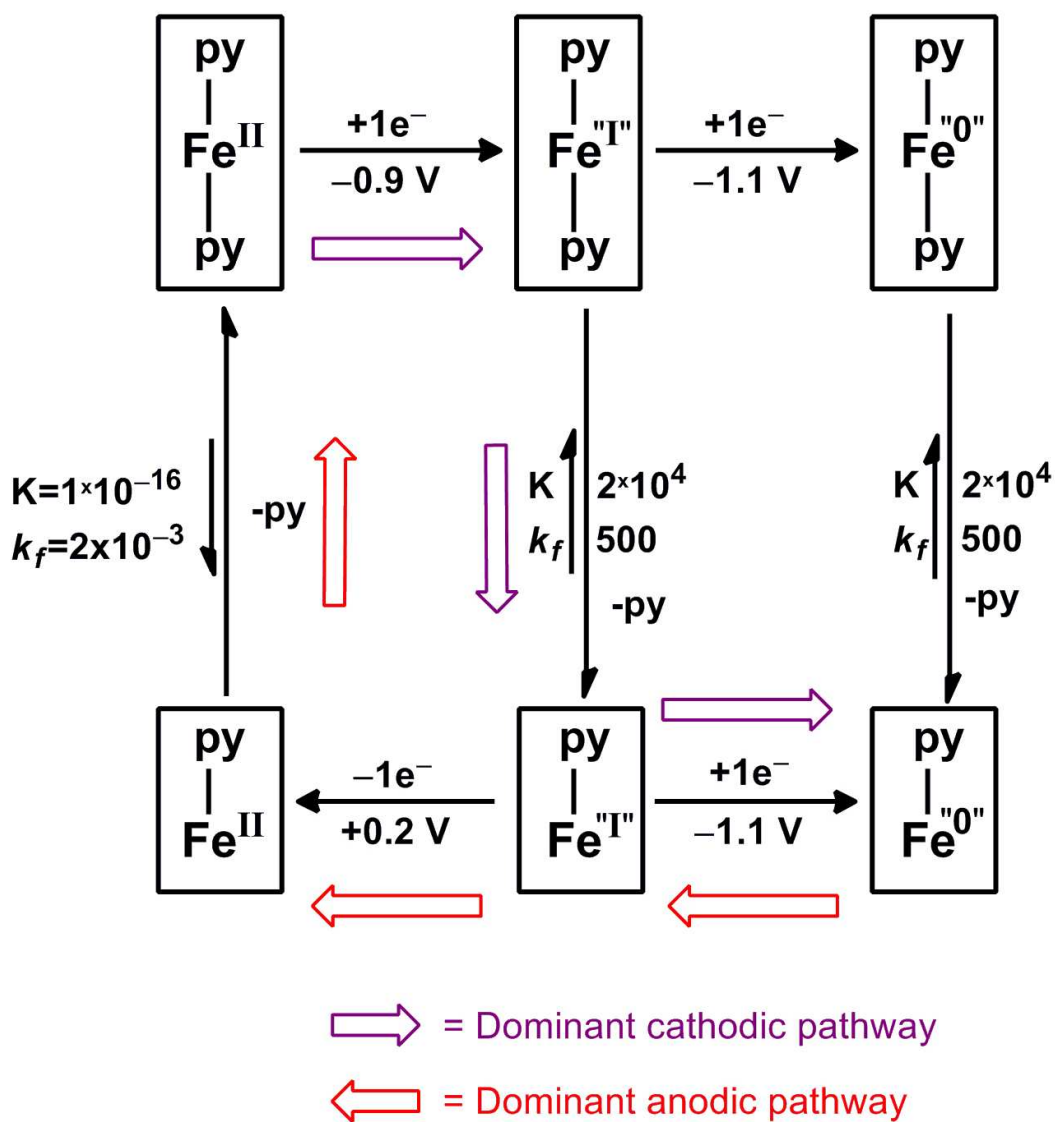 py py py
Fe^II +1e⁻ Fe^"I" +1e⁻ Fe^"0"
−0.9 V −1.1 V
py py py
K=1×10⁻¹⁶ -py K 2×10⁴ K 2×10⁴
k_f=2x10⁻³ k_f 500 k_f 500
-py -py
py −1e⁻ py +1e⁻ py
Fe^II +0.2 V Fe^"I" −1.1 V Fe^"0"
= Dominant cathodic pathway
= Dominant anodic pathway